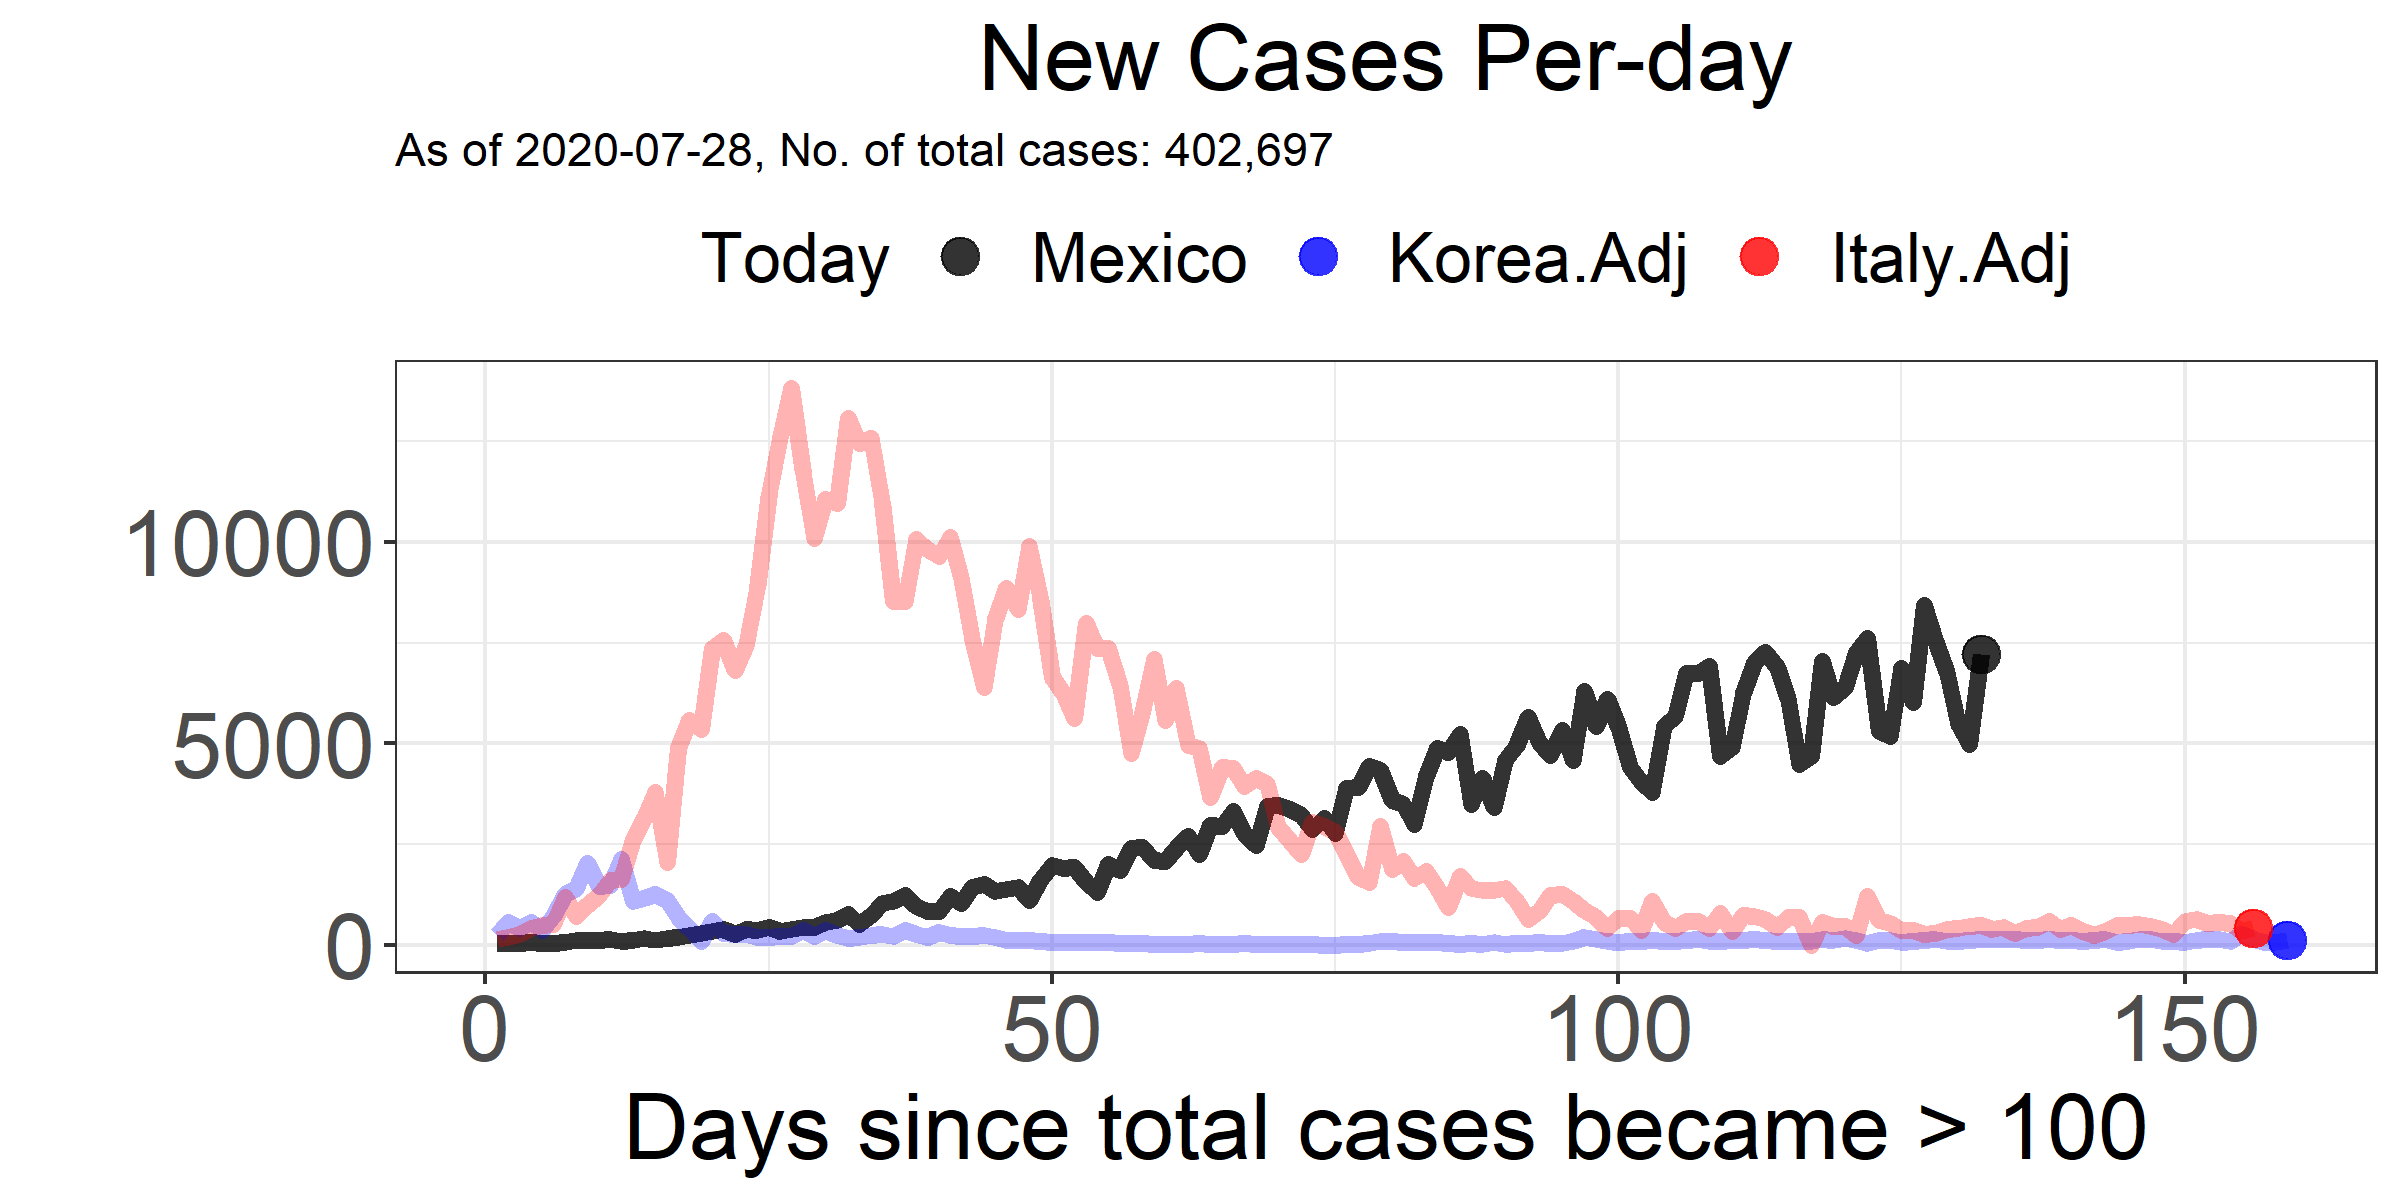 New Cases Per-day
As of 2020-07-28, No. of total cases: 402,697
Today Mexico Korea.Adj Italy.Adj
10000
5000
0
0 50 100 150
Days since total cases became > 100